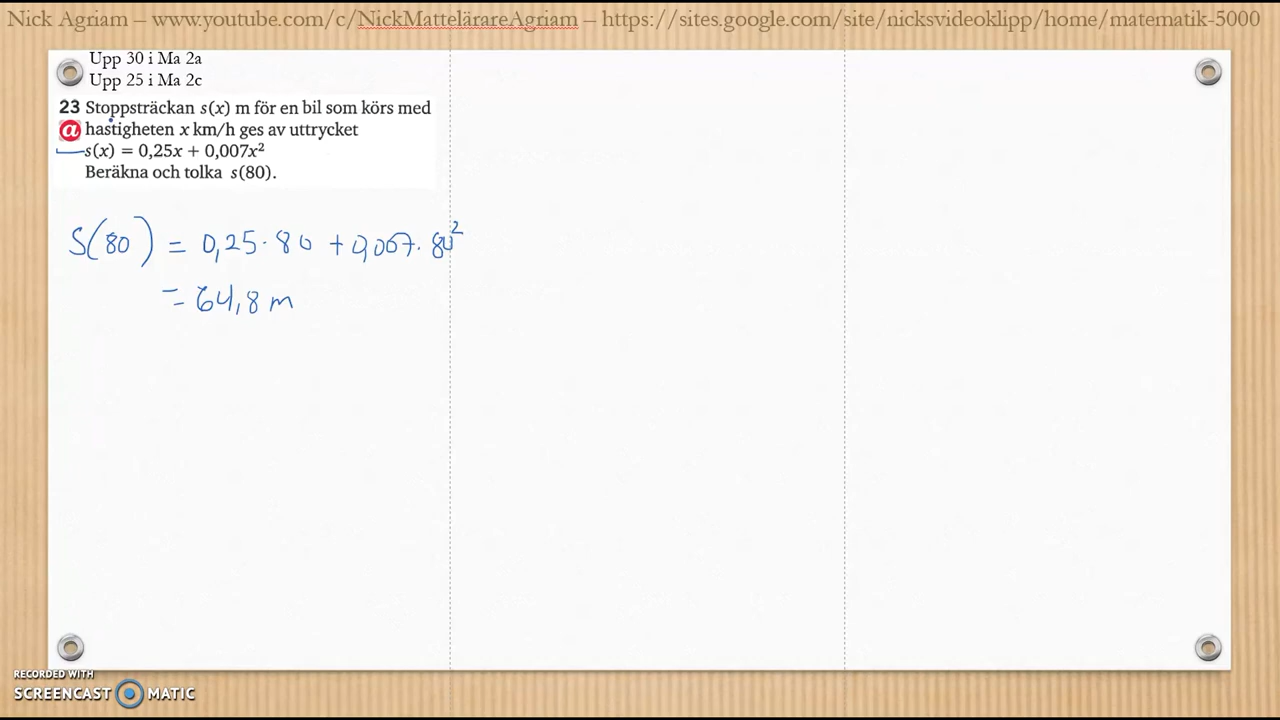 Nick Agriam – www.youtube.com/c/NickMattelärareAgriam – https://sites.google.com/site/nicksvideoklipp/home/matematik-5000
Upp 30 i Ma 2a
Upp 25 i Ma 2c
23 Stoppsträckan s(x) m för en bil som körs med
a hastigheten x km/h ges av uttrycket
s(x) = 0,25x + 0,007x²
Beräkna och tolka s(80).
S(80) = 0,25·80 + 0,007·80²
= 64,8 m
RECORDED WITH
SCREENCAST MATIC